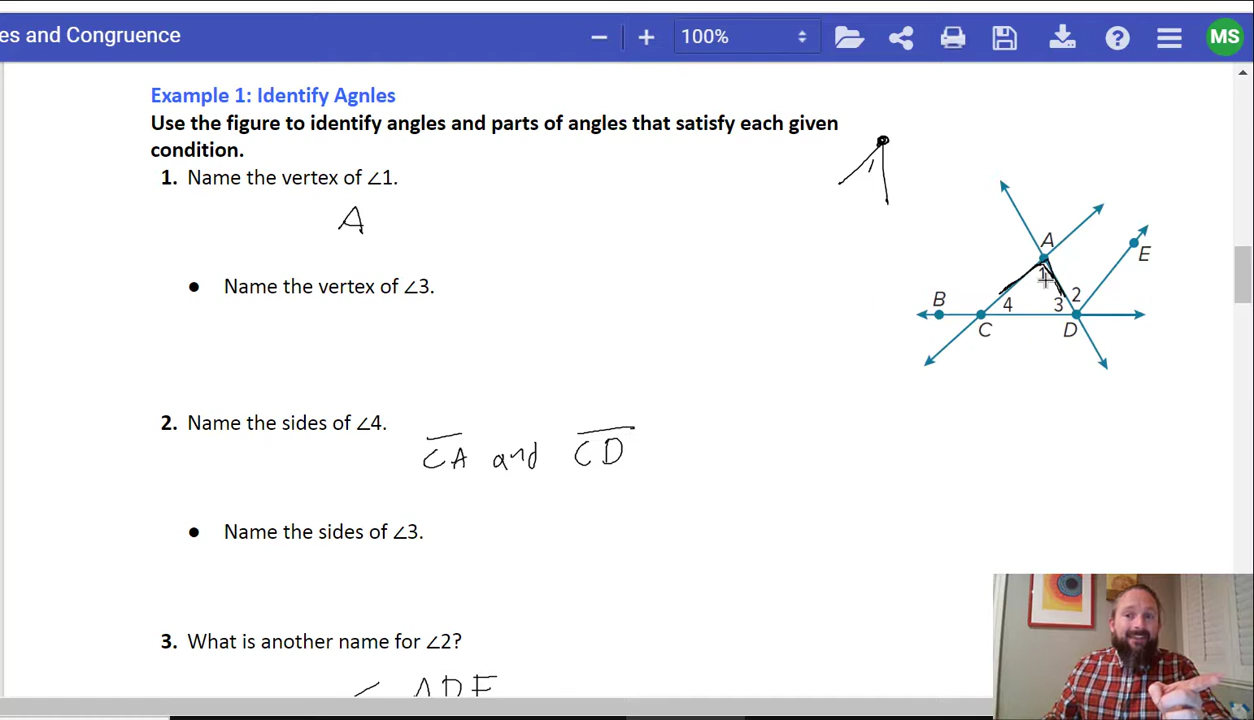 es and Congruence
100%
MS
Example 1: Identify Agnles
Use the figure to identify angles and parts of angles that satisfy each given
condition.
1. Name the vertex of ∠1.
A
● Name the vertex of ∠3.
2. Name the sides of ∠4.
CA and CD
● Name the sides of ∠3.
3. What is another name for ∠2?
∠ ADE
1
A
E
1
2
B
4
3
C
D